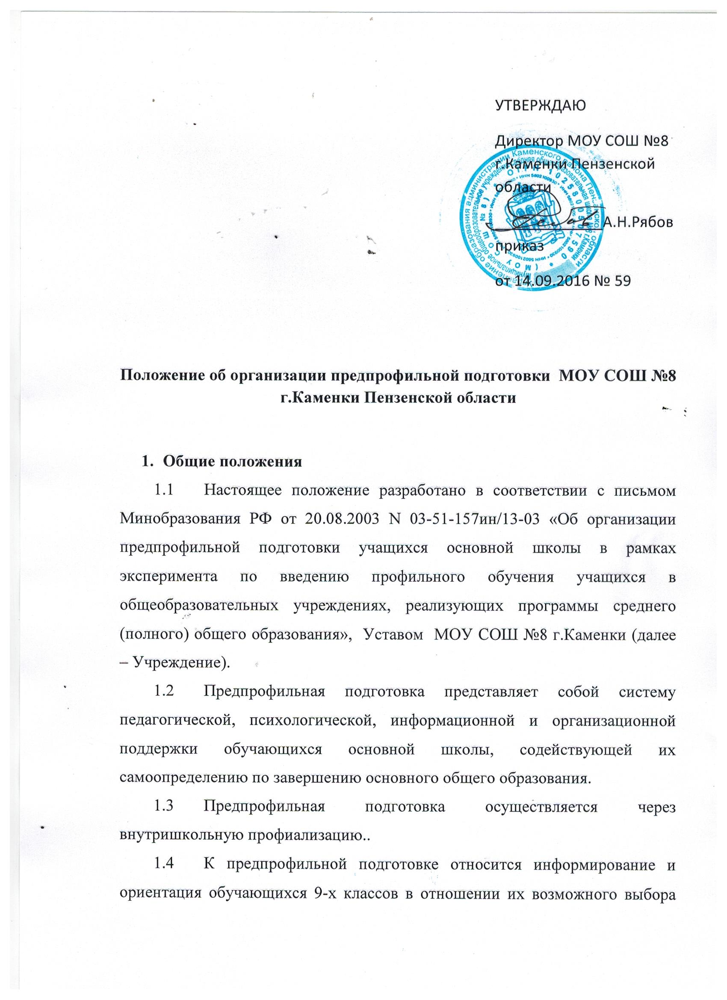 УТВЕРЖДАЮ
Директор МОУ СОШ №8
г.Каменки Пензенской
области
А.Н.Рябов
приказ
от 14.09.2016 № 59
Положение об организации предпрофильной подготовки МОУ СОШ №8
г.Каменки Пензенской области
1. Общие положения
1.1 Настоящее положение разработано в соответствии с письмом
Минобразования РФ от 20.08.2003 N 03-51-157ин/13-03 «Об организации
предпрофильной подготовки учащихся основной школы в рамках
эксперимента по введению профильного обучения учащихся в
общеобразовательных учреждениях, реализующих программы среднего
(полного) общего образования», Уставом МОУ СОШ №8 г.Каменки (далее
– Учреждение).
1.2 Предпрофильная подготовка представляет собой систему
педагогической, психологической, информационной и организационной
поддержки обучающихся основной школы, содействующей их
самоопределению по завершению основного общего образования.
1.3 Предпрофильная подготовка осуществляется через
внутришкольную профиализацию..
1.4 К предпрофильной подготовке относится информирование и
ориентация обучающихся 9-х классов в отношении их возможного выбора